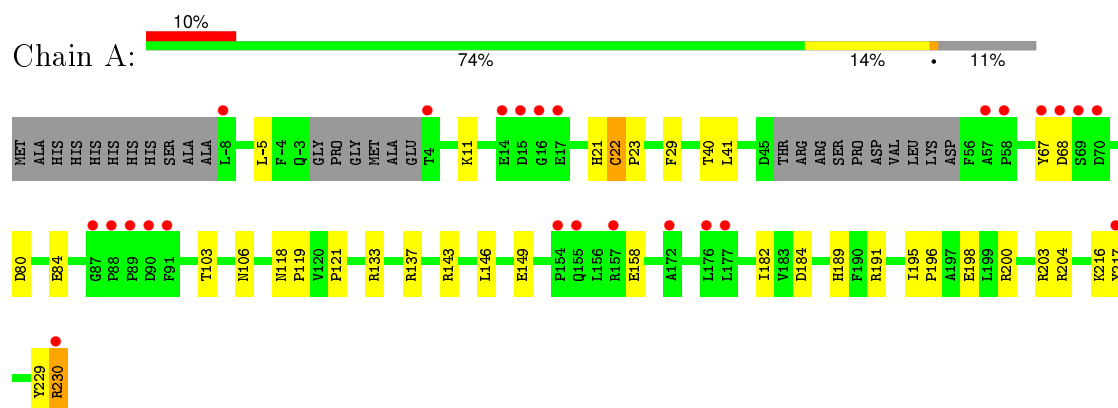 10%
Chain A:
74% 14% • 11%
MET ALA HIS HIS HIS HIS HIS HIS SER ALA ALA L-8 L-5 F-4 Q-3 GLY PRO GLY MET ALA GLU T4 K11 E14 D15 G16 E17 H21 C22 P23 F29 T40 L41 D45 THR ARG ARG SER PRO ASP VAL LEU LYS ASP F56 A57 P58 Y67 D68 S69 D70
D80 E84 G87 P88 P89 D90 F91 T103 N106 N118 P119 V120 P121 R133 R137 R143 L146 E149 P154 Q155 L156 R157 E158 A172 L176 L177 I182 V183 D184 H189 F190 R191 I195 P196 A197 E198 L199 R200 R203 R204 K216
Y229 R230